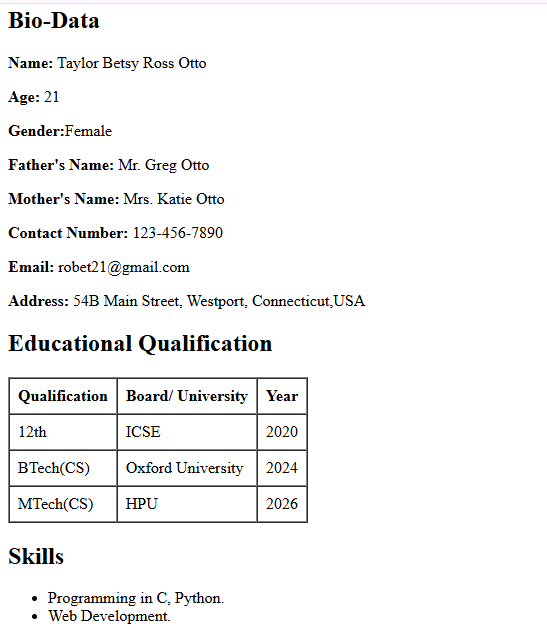 Bio-Data
Name: Taylor Betsy Ross Otto
Age: 21
Gender:Female
Father's Name: Mr. Greg Otto
Mother's Name: Mrs. Katie Otto
Contact Number: 123-456-7890
Email: robet21@gmail.com
Address: 54B Main Street, Westport, Connecticut,USA
Educational Qualification
Qualification Board/ University Year
12th ICSE 2020
BTech(CS) Oxford University 2024
MTech(CS) HPU 2026
Skills
• Programming in C, Python.
• Web Development.